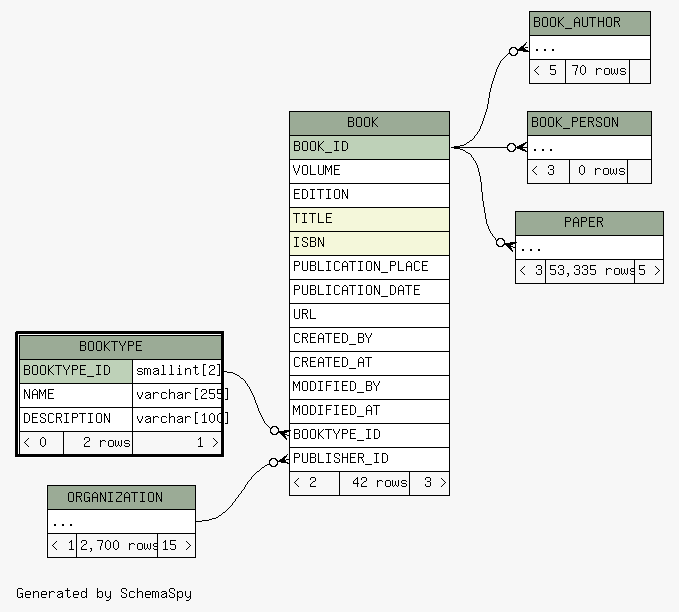 BOOK_AUTHOR
...
< 5 70 rows
BOOK_PERSON
...
< 3 0 rows
PAPER
...
< 3 53,335 rows 5 >
BOOK
BOOK_ID
VOLUME
EDITION
TITLE
ISBN
PUBLICATION_PLACE
PUBLICATION_DATE
URL
CREATED_BY
CREATED_AT
MODIFIED_BY
MODIFIED_AT
BOOKTYPE_ID
PUBLISHER_ID
< 2 42 rows 3 >
BOOKTYPE
BOOKTYPE_ID smallint[2]
NAME varchar[255]
DESCRIPTION varchar[100]
< 0 2 rows 1 >
ORGANIZATION
...
< 1 2,700 rows 15 >
Generated by SchemaSpy